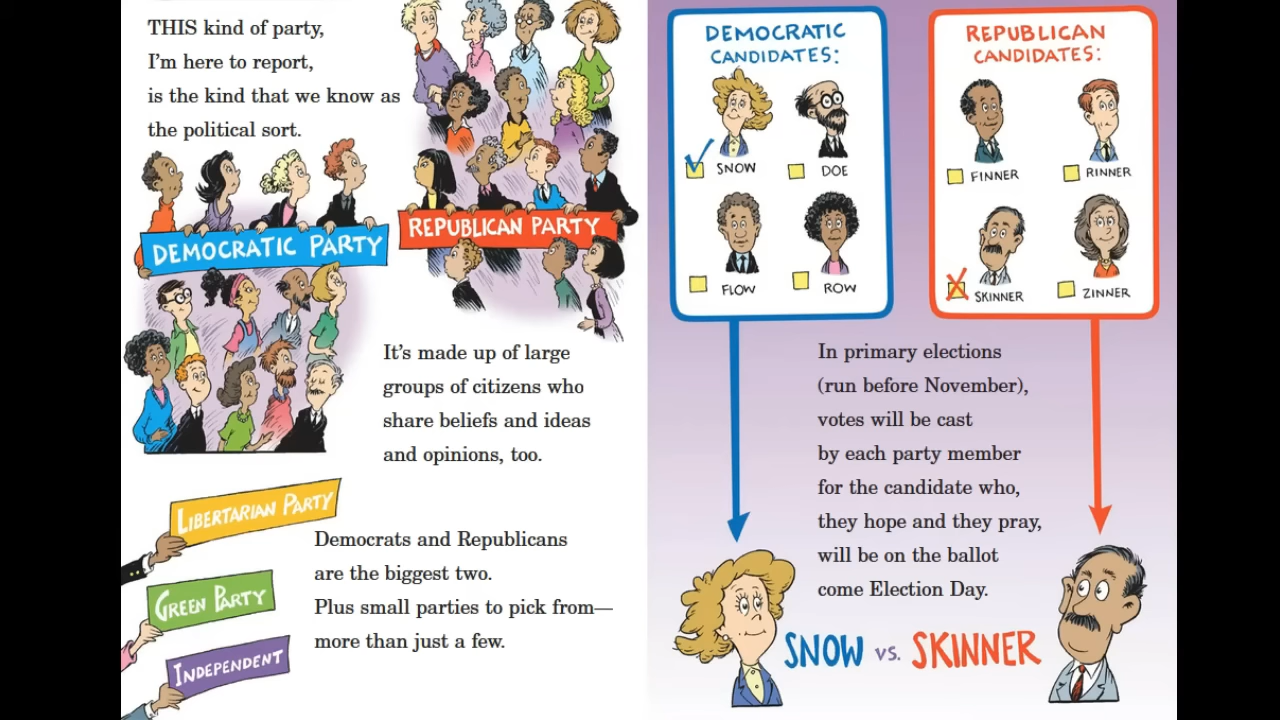 THIS kind of party,
I'm here to report,
is the kind that we know as
the political sort.
DEMOCRATIC PARTY
REPUBLICAN PARTY
It's made up of large
groups of citizens who
share beliefs and ideas
and opinions, too.
LIBERTARIAN PARTY
GREEN PARTY
INDEPENDENT
Democrats and Republicans
are the biggest two.
Plus small parties to pick from—
more than just a few.
DEMOCRATIC
CANDIDATES:
SNOW
DOE
FLOW
ROW
REPUBLICAN
CANDIDATES:
FINNER
RINNER
SKINNER
ZINNER
In primary elections
(run before November),
votes will be cast
by each party member
for the candidate who,
they hope and they pray,
will be on the ballot
come Election Day.
SNOW vs. SKINNER